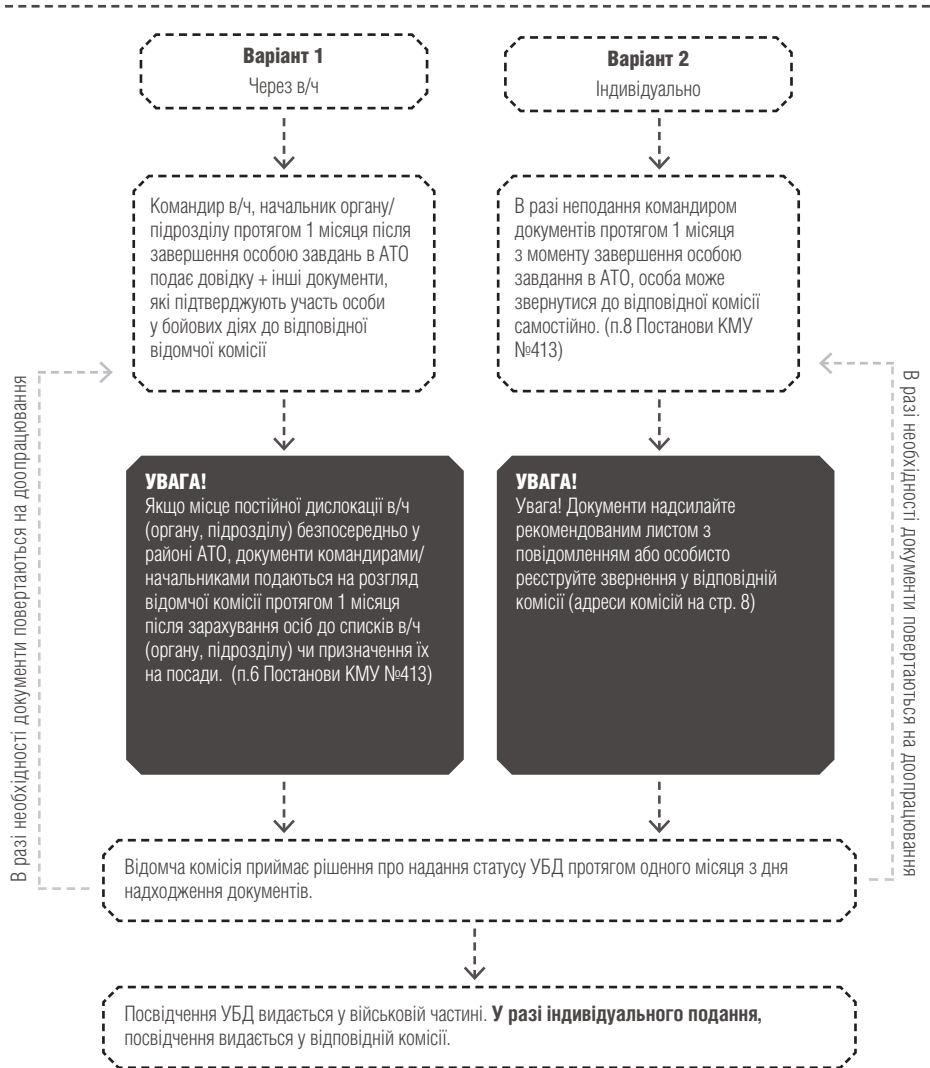 Варіант 1
Через в/ч
Варіант 2
Індивідуально
Командир в/ч, начальник органу/
підрозділу протягом 1 місяця після
завершення особою завдань в АТО
подає довідку + інші документи,
які підтверджують участь особи
у бойових діях до відповідної
відомчої комісії
В разі неподання командиром
документів протягом 1 місяця
з моменту завершення особою
завдання в АТО, особа може
звернутися до відповідної комісії
самостійно. (п.8 Постанови КМУ
№413)
УВАГА!
Якщо місце постійної дислокації в/ч
(органу, підрозділу) безпосередньо у
районі АТО, документи командирами/
начальниками подаються на розгляд
відомчої комісії протягом 1 місяця
після зарахування осіб до списків в/ч
(органу, підрозділу) чи призначення їх
на посади. (п.6 Постанови КМУ №413)
УВАГА!
Увага! Документи надсилайте
рекомендованим листом з
повідомленням або особисто
реєструйте звернення у відповідній
комісії (адреси комісій на стр. 8)
В разі необхідності документи повертаються на доопрацювання
В разі необхідності документи повертаються на доопрацювання
Відомча комісія приймає рішення про надання статусу УБД протягом одного місяця з дня
надходження документів.
Посвідчення УБД видається у військовій частині. У разі індивідуального подання,
посвідчення видається у відповідній комісії.